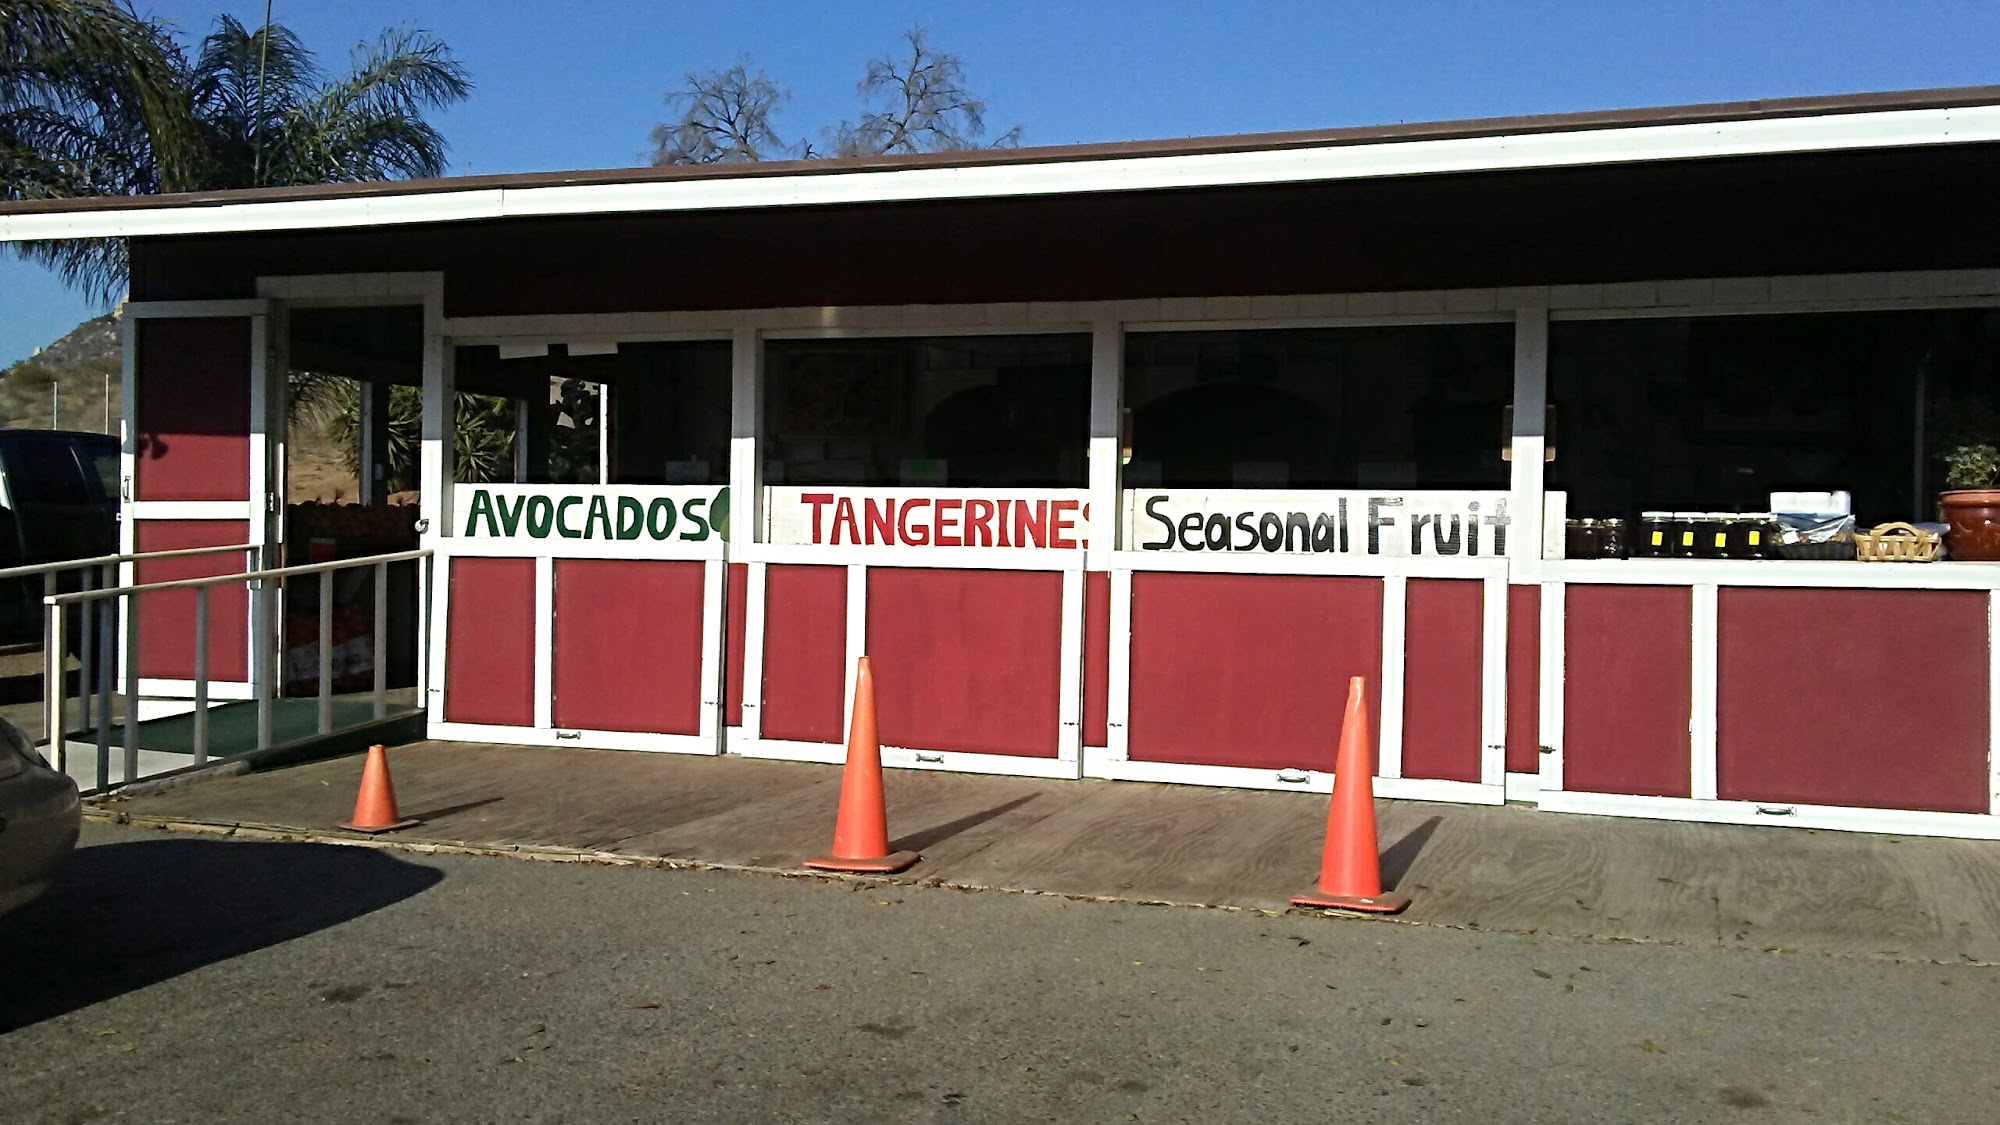 AVOCADOS
TANGERINES
Seasonal Fruit